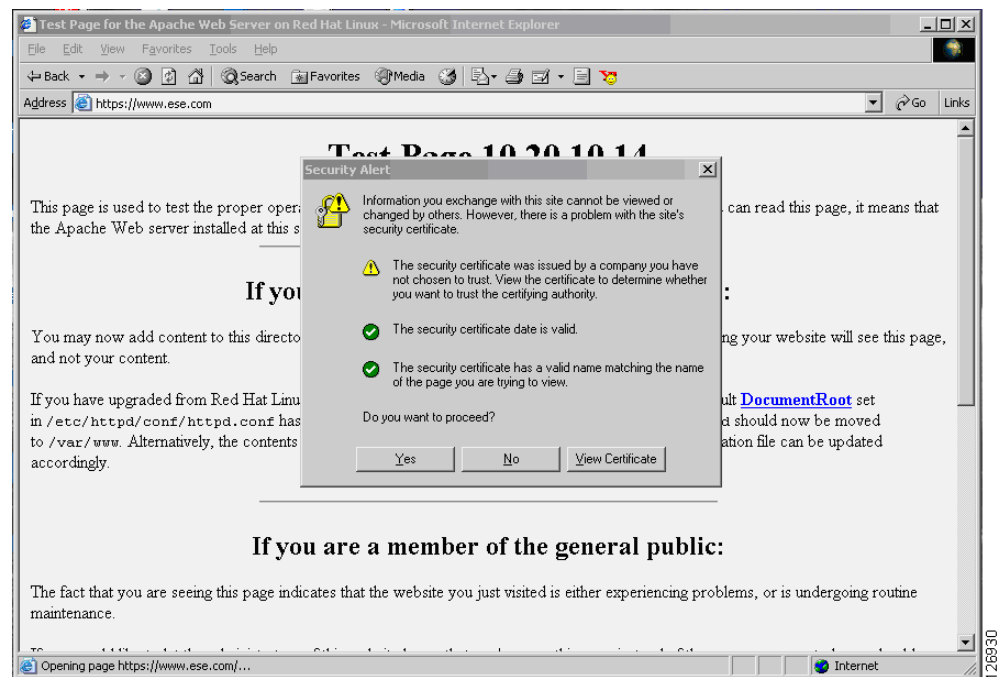 Test Page for the Apache Web Server on Red Hat Linux - Microsoft Internet Explorer
File Edit View Favorites Tools Help
Back Search Favorites Media
Address https://www.ese.com Go Links
Test Page 10.20.10.14
Security Alert
Information you exchange with this site cannot be viewed or
changed by others. However, there is a problem with the site's
security certificate.
The security certificate was issued by a company you have
not chosen to trust. View the certificate to determine whether
you want to trust the certifying authority.
The security certificate date is valid.
The security certificate has a valid name matching the name
of the page you are trying to view.
Do you want to proceed?
Yes No View Certificate
This page is used to test the proper can read this page, it means that
the Apache Web server installed at this
If you :
You may now add content to this your website will see this page,
and not your content.
If you have upgraded from Red Hat DocumentRoot set
in /etc/httpd/conf/httpd.conf has should now be moved
to /var/www. Alternatively, the contents file can be updated
accordingly.
If you are a member of the general public:
The fact that you are seeing this page indicates that the website you just visited is either experiencing problems, or is undergoing routine
maintenance.
Opening page https://www.ese.com/... Internet
126930